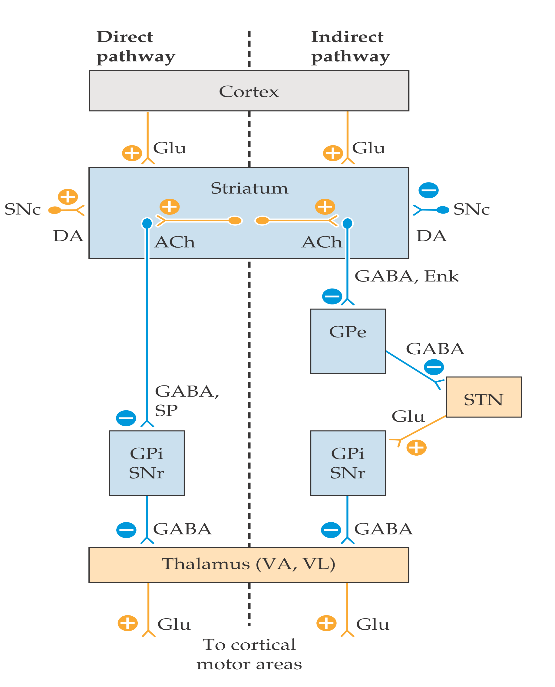 Direct
pathway
Indirect
pathway
Cortex
+
Glu
+
Glu
Striatum
+
SNc
DA
+
ACh
+
ACh
−
SNc
DA
GABA, Enk
−
GPe
GABA
−
STN
Glu
+
GABA,
SP
−
GPi
SNr
GPi
SNr
−
GABA
−
GABA
Thalamus (VA, VL)
+
Glu
+
Glu
To cortical
motor areas